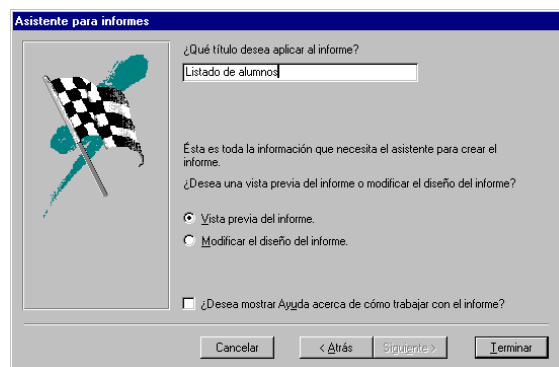 Asistente para informes
¿Qué título desea aplicar al informe?
Listado de alumnos
Ésta es toda la información que necesita el asistente para crear el
informe.
¿Desea una vista previa del informe o modificar el diseño del informe?
Vista previa del informe.
Modificar el diseño del informe.
¿Desea mostrar Ayuda acerca de cómo trabajar con el informe?
Cancelar < Atrás Siguiente > Terminar